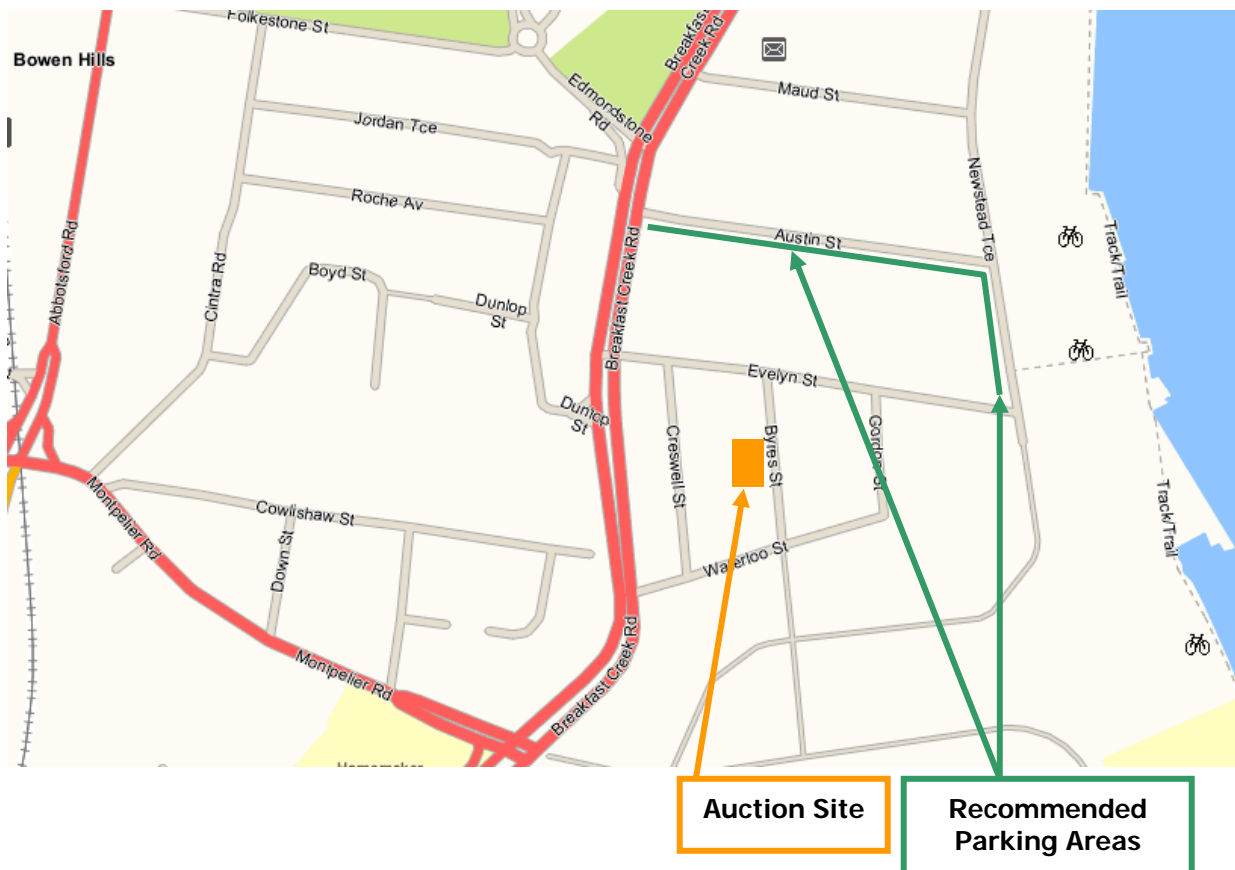 Folkestone St
Bowen Hills
Breakfast
Creek Rd
Edmondstone
Rd
Maud St
Jordan Tce
Newstead Tce
Roche Av
Austin St
Track/Trail
Abbotsford Rd
Cintra Rd
Boyd St
Dunlop
St
Breakfast Creek Rd
Evelyn St
Dunlop
St
Creswell St
Byres St
Gordon St
Montpelier Rd
Cowlishaw St
Down St
Waterloo St
Track/Trail
Montpelier Rd
Breakfast Creek Rd
Homemaker
Auction Site
Recommended
Parking Areas